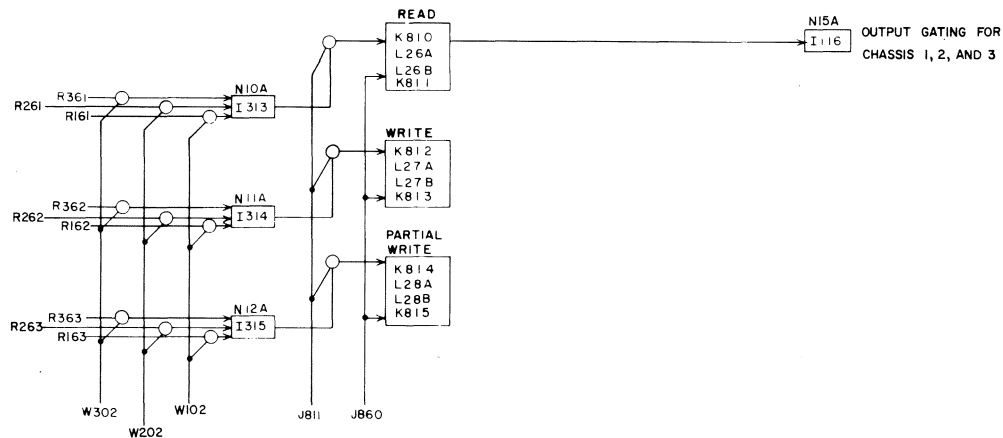 READ
K810
L26A
L26B
K811
N15A
I116
OUTPUT GATING FOR
CHASSIS 1, 2, AND 3
R361
R261
R161
N10A
I313
WRITE
K812
L27A
L27B
K813
R362
R262
R162
N11A
I314
PARTIAL
WRITE
K814
L28A
L28B
K815
R363
R263
R163
N12A
I315
W302
W202
W102
J811
J860